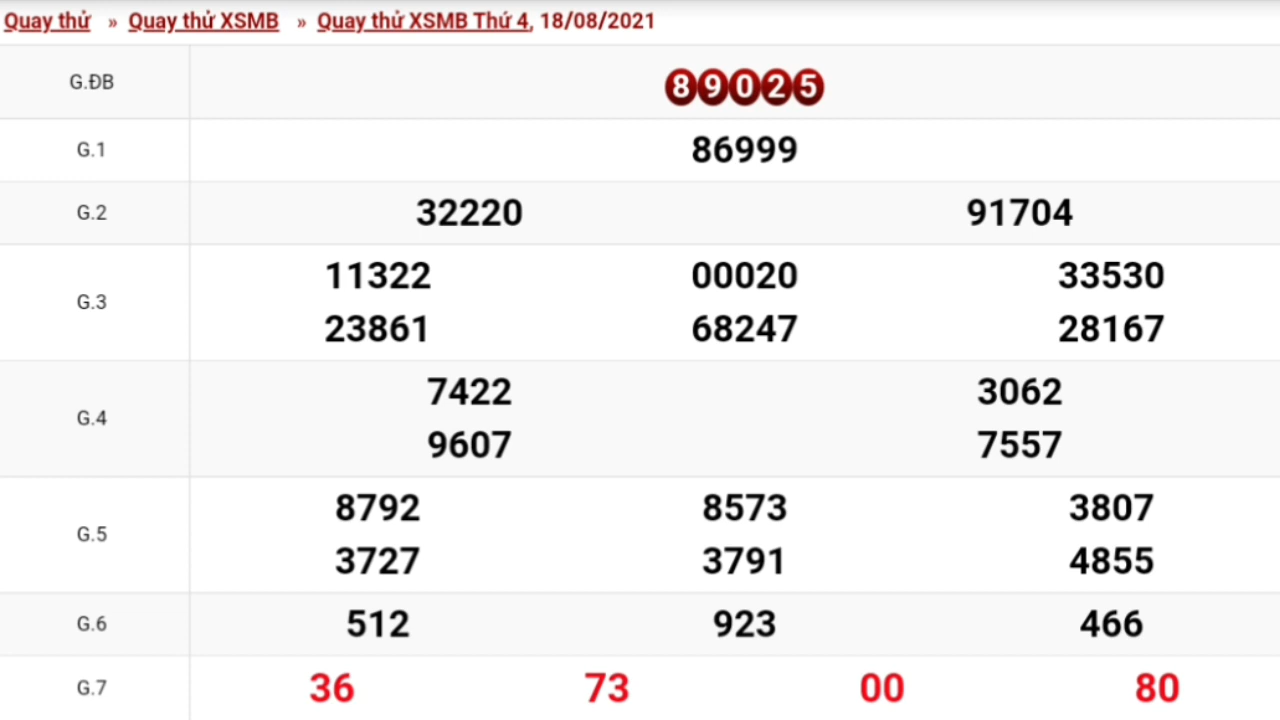 Quay thử » Quay thử XSMB » Quay thử XSMB Thứ 4, 18/08/2021
G.ĐB 89025
G.1 86999
G.2 32220 91704
G.3 11322 00020 33530
23861 68247 28167
G.4 7422 3062
9607 7557
G.5 8792 8573 3807
3727 3791 4855
G.6 512 923 466
G.7 36 73 00 80